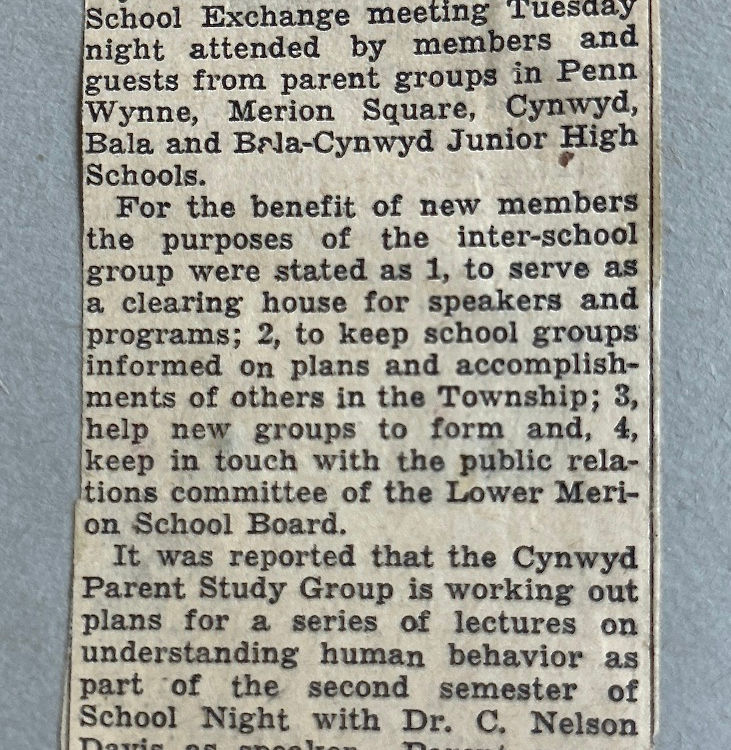 School Exchange meeting Tuesday
night attended by members and
guests from parent groups in Penn
Wynne, Merion Square, Cynwyd,
Bala and Bala-Cynwyd Junior High
Schools.
For the benefit of new members
the purposes of the inter-school
group were stated as 1, to serve as
a clearing house for speakers and
programs; 2, to keep school groups
informed on plans and accomplish-
ments of others in the Township; 3,
help new groups to form and, 4,
keep in touch with the public rela-
tions committee of the Lower Meri-
on School Board.
It was reported that the Cynwyd
Parent Study Group is working out
plans for a series of lectures on
understanding human behavior as
part of the second semester of
School Night with Dr. C. Nelson
Davis as speaker.